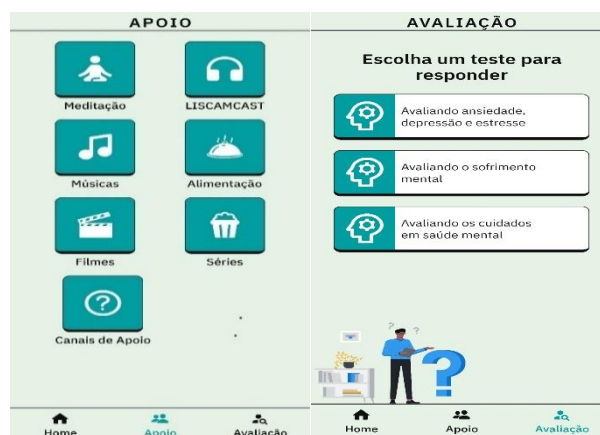 APOIO
Meditação
LISCAMCAST
Músicas
Alimentação
Filmes
Séries
Canais de Apoio
Home
Apoio
Avaliação
AVALIAÇÃO
Escolha um teste para
responder
Avaliando ansiedade,
depressão e estresse
Avaliando o sofrimento
mental
Avaliando os cuidados
em saúde mental
? ?
?
Home
Apoio
Avaliação